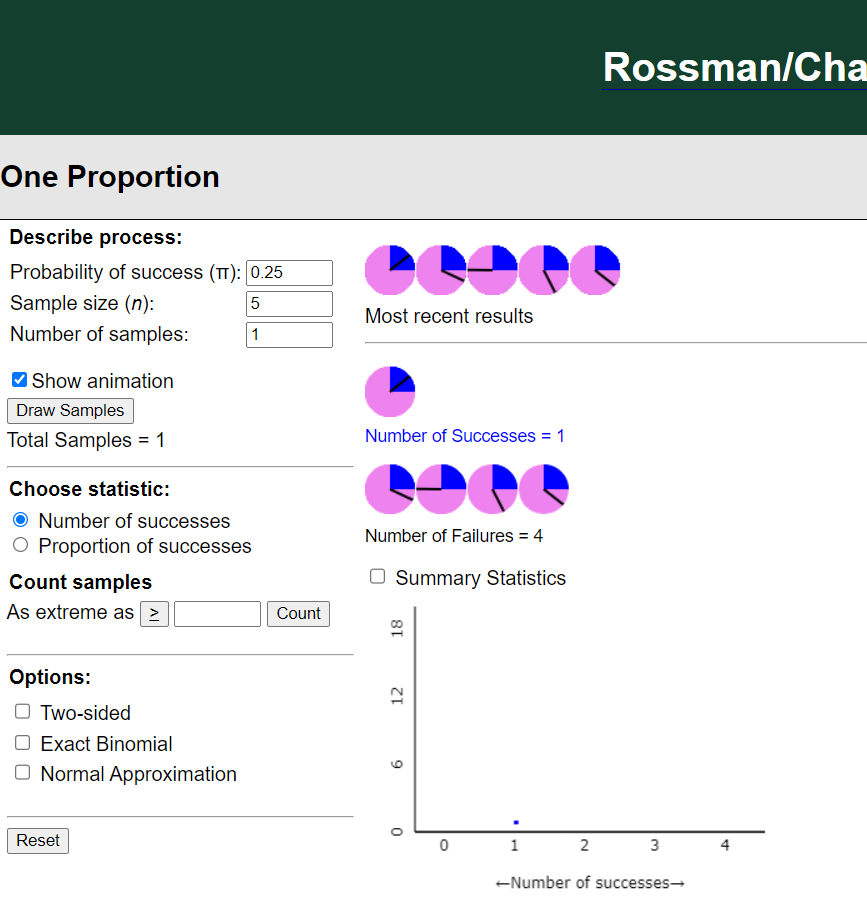 Rossman/Cha
One Proportion
Describe process:
Probability of success (π): 0.25
Sample size (n): 5
Number of samples: 1
Show animation
Draw Samples
Total Samples = 1
Choose statistic:
Number of successes
Proportion of successes
Count samples
As extreme as ≥ Count
Options:
Two-sided
Exact Binomial
Normal Approximation
Reset
Most recent results
Number of Successes = 1
Number of Failures = 4
Summary Statistics
18
12
6
0
0 1 2 3 4
←Number of successes→